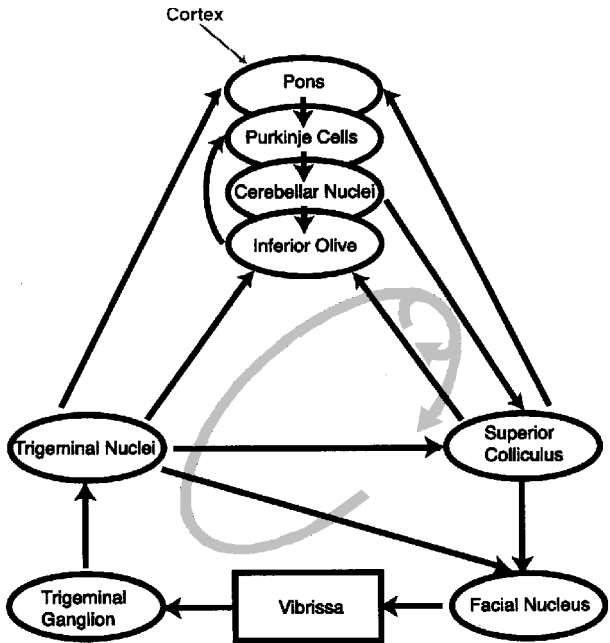 Cortex
Pons
Purkinje Cells
Cerebellar Nuclei
Inferior Olive
Trigeminal Nuclei
Superior
Colliculus
Trigeminal
Ganglion
Vibrissa
Facial Nucleus